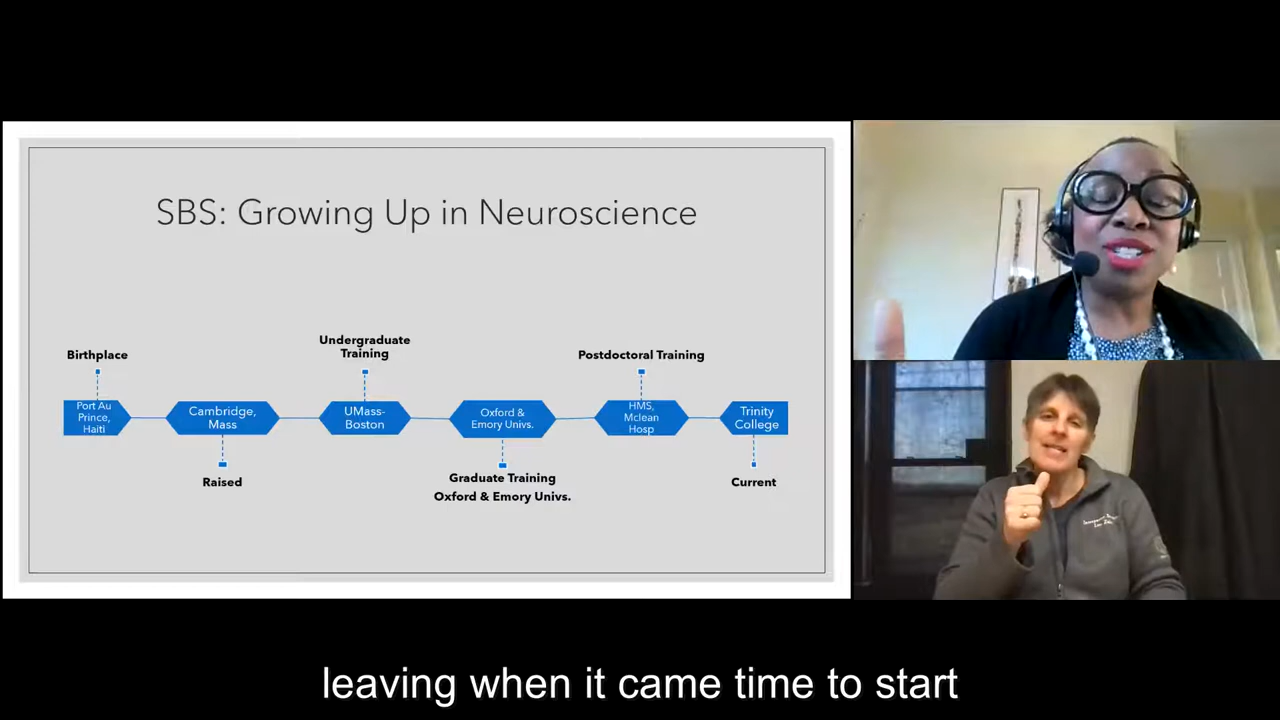 SBS: Growing Up in Neuroscience
Birthplace
Undergraduate
Training
Postdoctoral Training
Port Au
Prince,
Haiti
Cambridge,
Mass
UMass-
Boston
Oxford &
Emory Univs.
HMS,
Mclean
Hosp
Trinity
College
Raised
Graduate Training
Oxford & Emory Univs.
Current
leaving when it came time to start